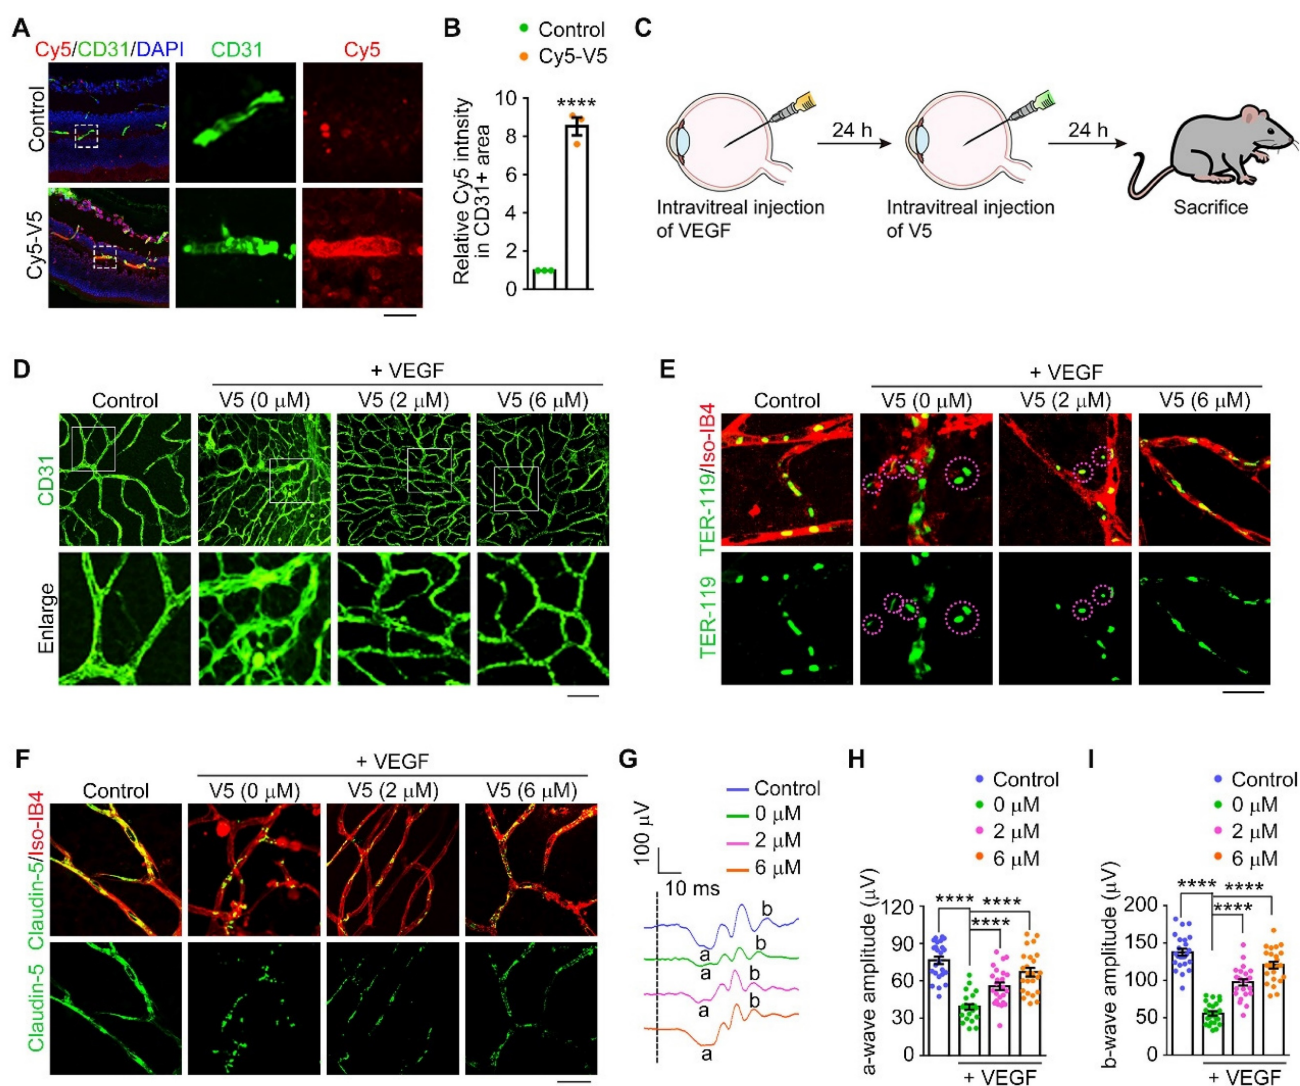 A
Cy5/CD31/DAPI
CD31
Cy5
Control
Cy5-V5
B
Control
Cy5-V5
Relative Cy5 intnsity
in CD31+ area
****
10
8
6
4
2
0
C
24 h
24 h
Intravitreal injection
of VEGF
Intravitreal injection
of V5
Sacrifice
D
+ VEGF
Control
V5 (0 μM)
V5 (2 μM)
V5 (6 μM)
CD31
Enlarge
E
+ VEGF
Control
V5 (0 μM)
V5 (2 μM)
V5 (6 μM)
TER-119/Iso-IB4
TER-119
F
+ VEGF
Control
V5 (0 μM)
V5 (2 μM)
V5 (6 μM)
Claudin-5/Iso-IB4
Claudin-5
G
Control
0 μM
2 μM
6 μM
100 μV
10 ms
a
b
a
b
a
b
a
b
H
Control
0 μM
2 μM
6 μM
a-wave amplitude (μV)
120
90
60
30
0
****
****
****
+ VEGF
I
Control
0 μM
2 μM
6 μM
b-wave amplitude (μV)
200
150
100
50
0
****
****
****
+ VEGF